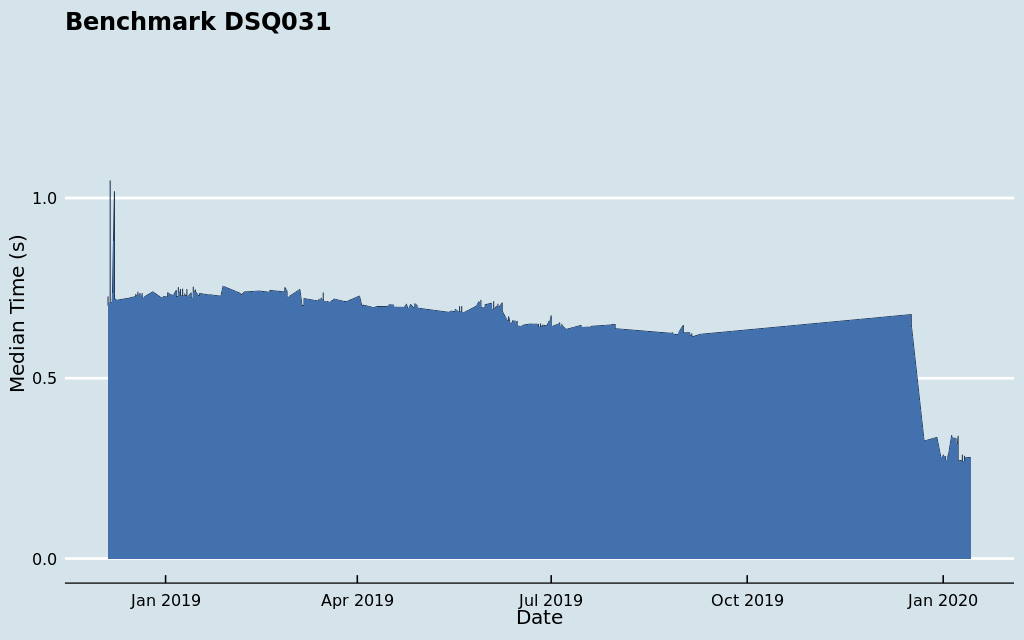 Benchmark DSQ031
Median Time (s)
1.0
0.5
0.0
Jan 2019
Apr 2019
Jul 2019
Oct 2019
Jan 2020
Date